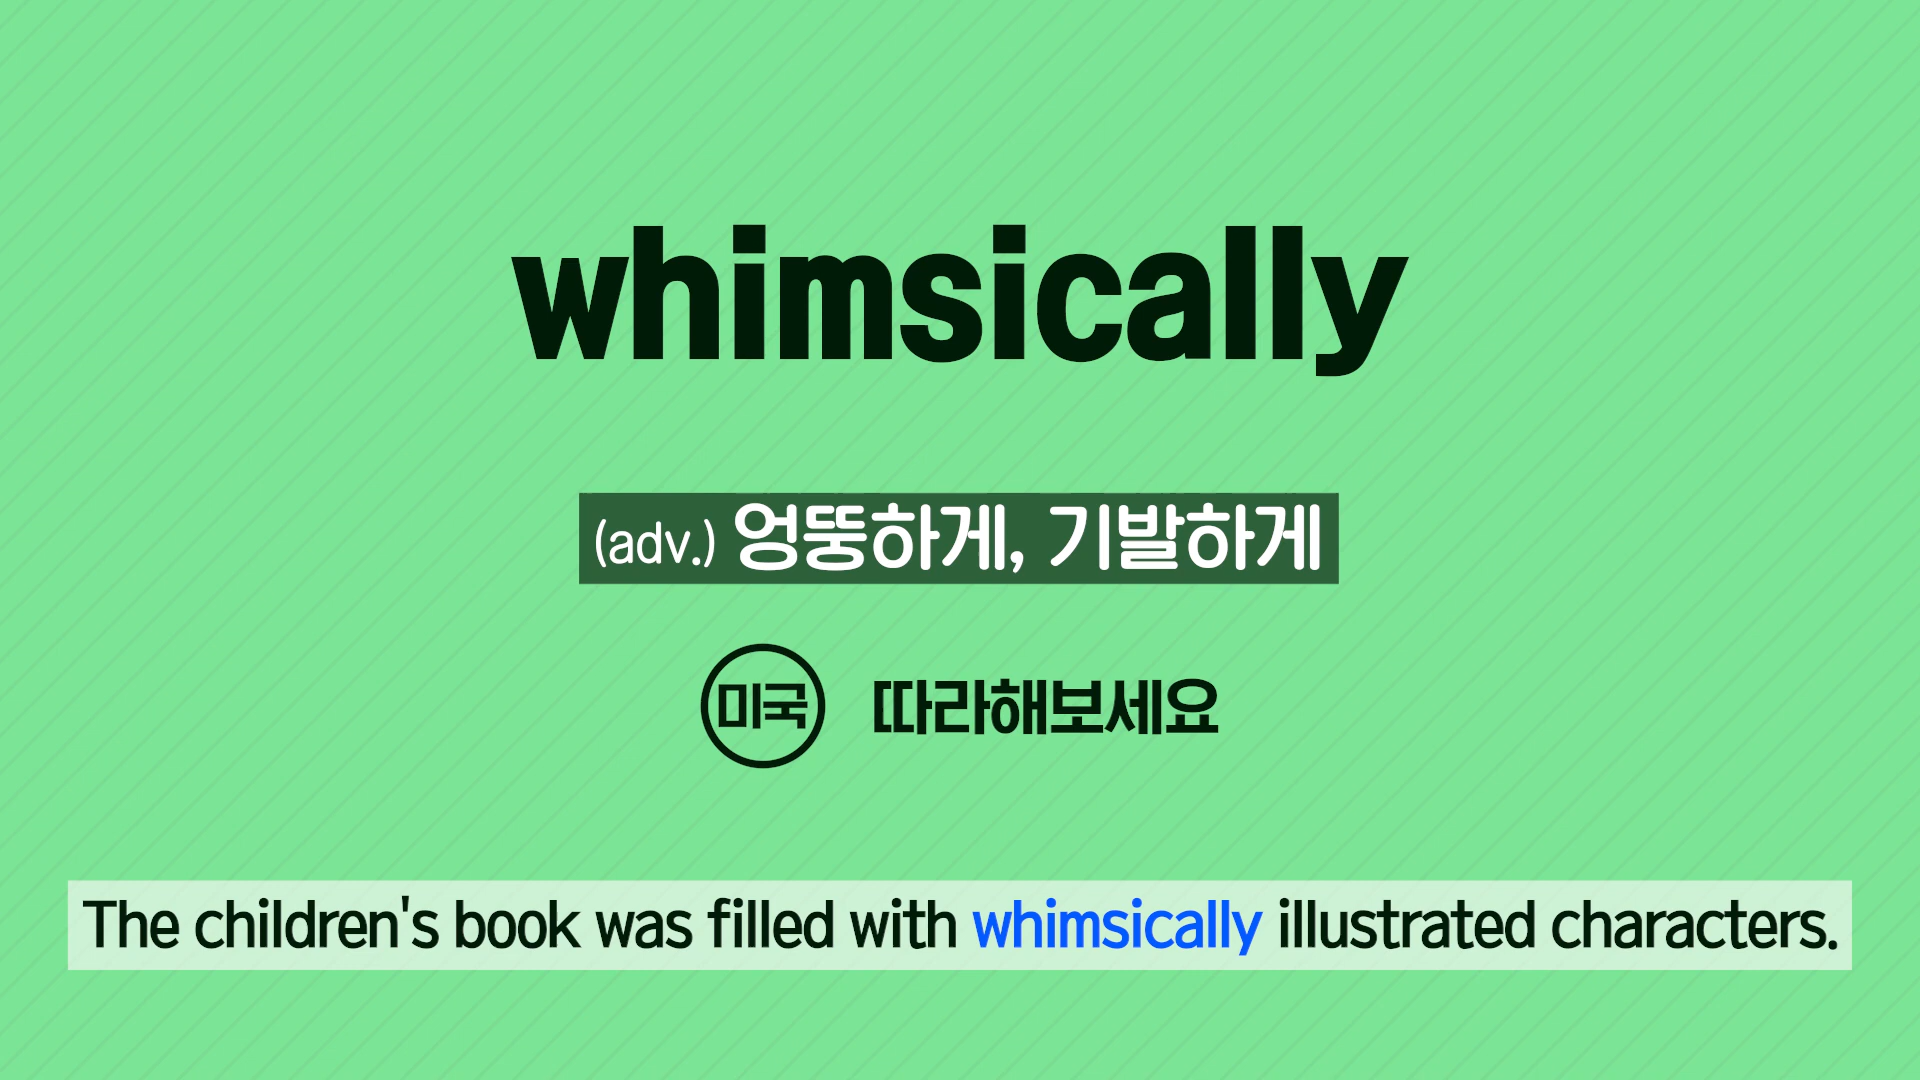 whimsically
(adv.) 엉뚱하게, 기발하게
미국 따라해보세요
The children's book was filled with whimsically illustrated characters.